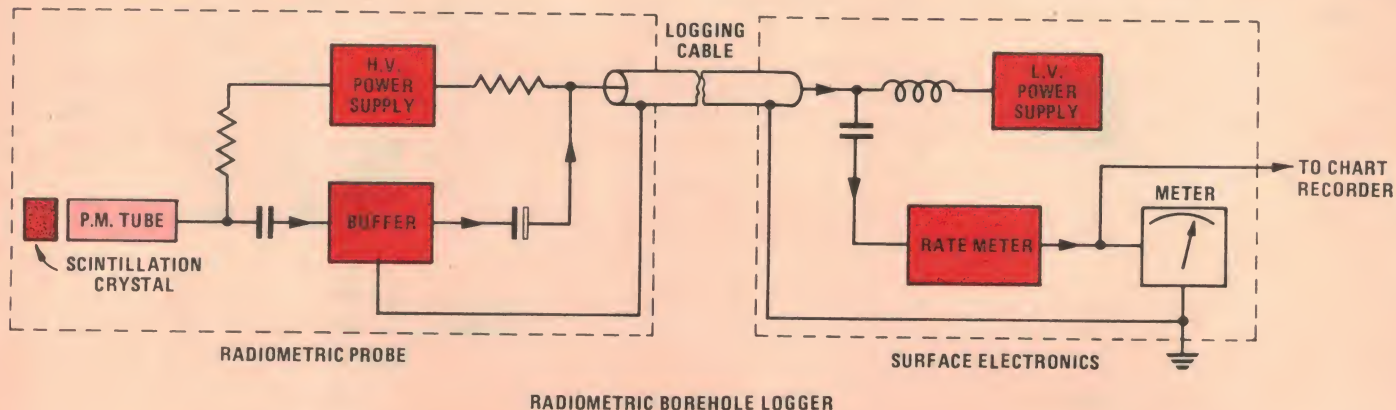 LOGGING
CABLE
H.V.
POWER
SUPPLY
L.V.
POWER
SUPPLY
TO CHART
RECORDER
METER
P.M. TUBE
BUFFER
RATE METER
SCINTILLATION
CRYSTAL
RADIOMETRIC PROBE
SURFACE ELECTRONICS
RADIOMETRIC BOREHOLE LOGGER